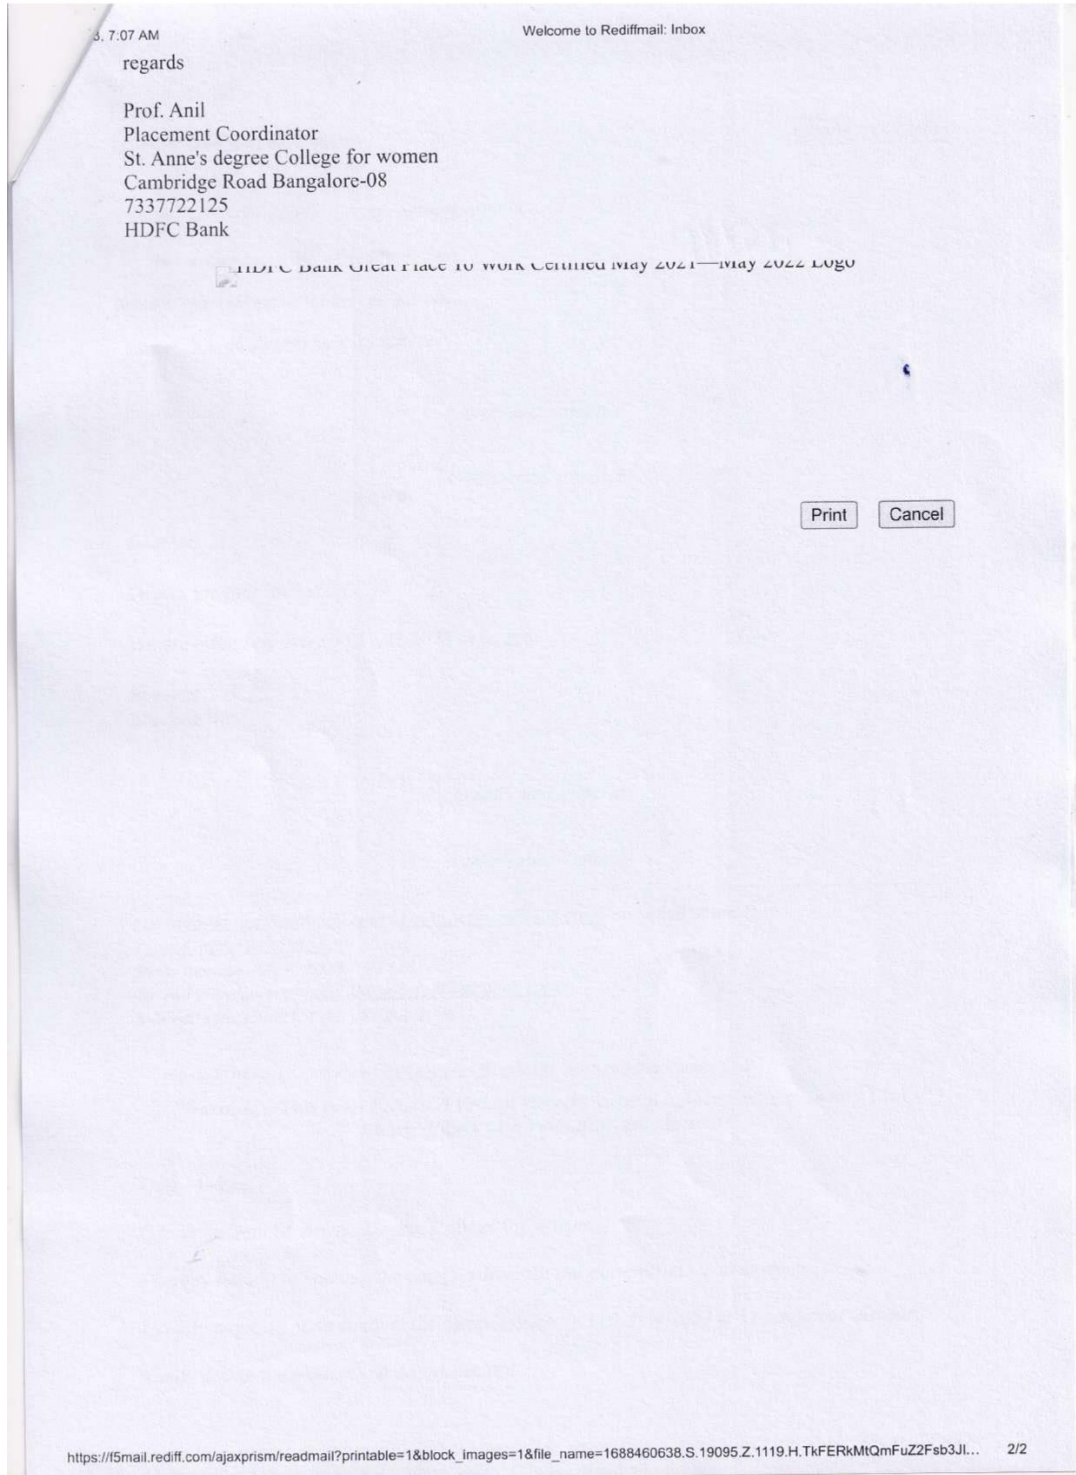 3, 7:07 AM
Welcome to Rediffmail: Inbox
regards
Prof. Anil
Placement Coordinator
St. Anne's degree College for women
Cambridge Road Bangalore-08
7337722125
HDFC Bank
HDFC Bank Great Place To Work Certified May 2021—May 2022 Logo
Print
Cancel
https://f5mail.rediff.com/ajaxprism/readmail?printable=1&block_images=1&file_name=1688460638.S.19095.Z.1119.H.TkFERkMtQmFuZ2Fsb3JI...
2/2